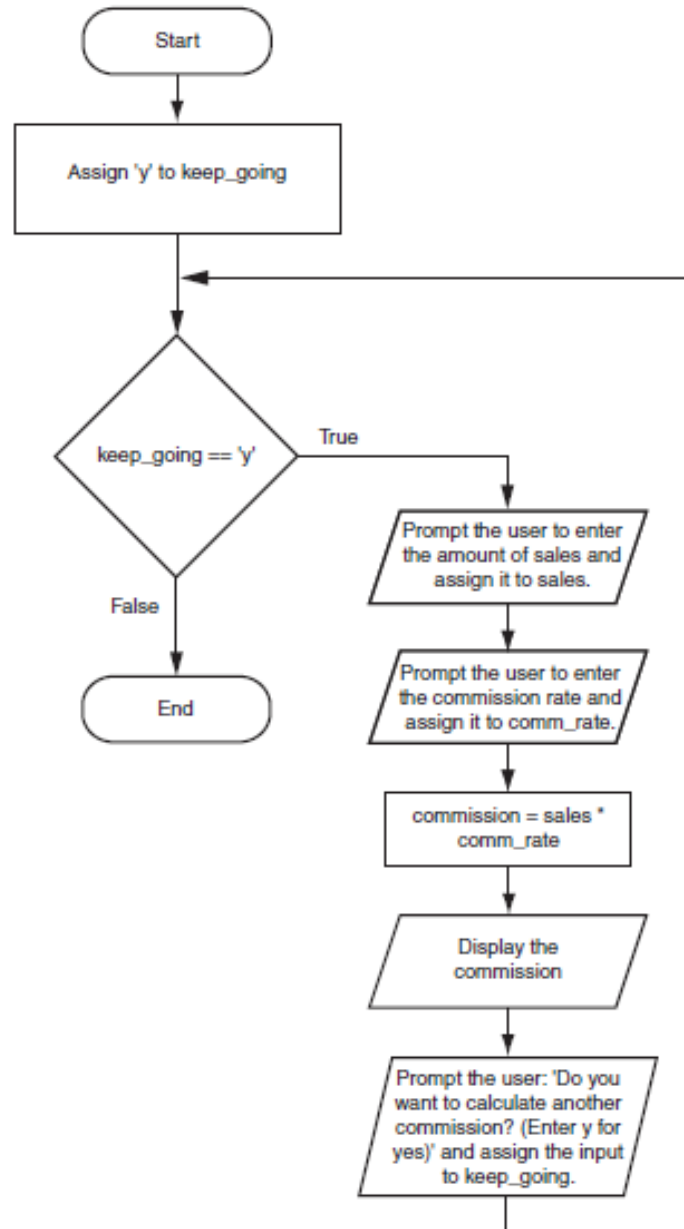 Start
Assign 'y' to keep_going
keep_going == 'y'
True
False
End
Prompt the user to enter
the amount of sales and
assign it to sales.
Prompt the user to enter
the commission rate and
assign it to comm_rate.
commission = sales *
comm_rate
Display the
commission
Prompt the user: 'Do you
want to calculate another
commission? (Enter y for
yes)' and assign the input
to keep_going.